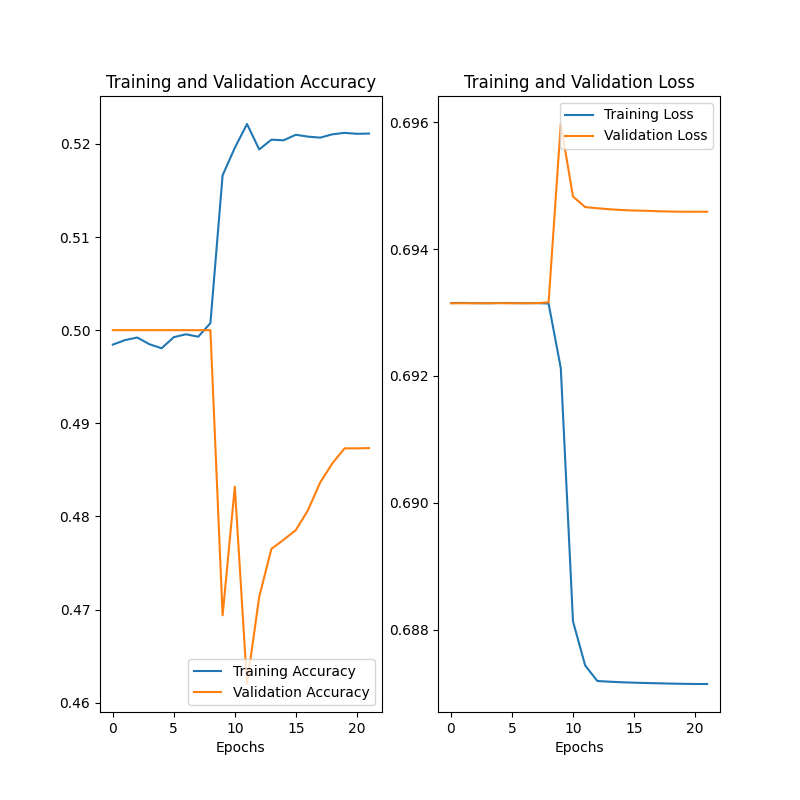 Training and Validation Accuracy
0.52
0.51
0.50
0.49
0.48
0.47
0.46
Training Accuracy
Validation Accuracy
0 5 10 15 20
Epochs
Training and Validation Loss
0.696
0.694
0.692
0.690
0.688
Training Loss
Validation Loss
0 5 10 15 20
Epochs